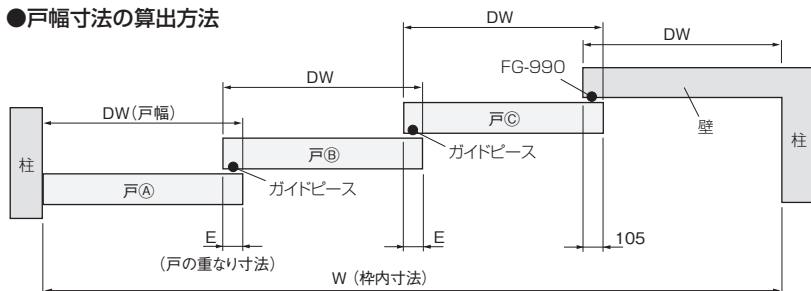 ●戸幅寸法の算出方法
DW
DW
FG-990
DW
DW(戸幅)
戸Ⓒ
壁
柱
柱
戸Ⓑ
ガイドピース
戸Ⓐ
ガイドピース
E
E
105
(戸の重なり寸法)
W (枠内寸法)